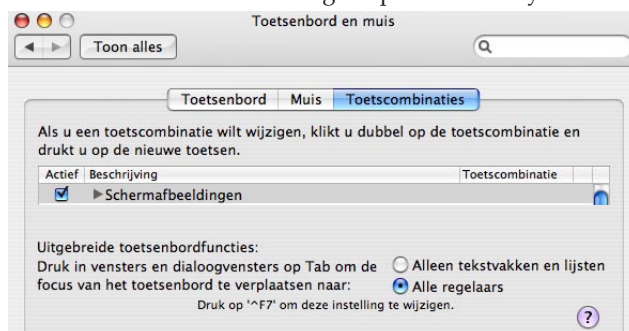 Toetsenbord en muis
Toon alles
Toetsenbord Muis Toetscombinaties
Als u een toetscombinatie wilt wijzigen, klikt u dubbel op de toetscombinatie en
drukt u op de nieuwe toetsen.
Actief Beschrijving Toetscombinatie
Schermafbeeldingen
Uitgebreide toetsenbordfuncties:
Druk in vensters en dialoogvensters op Tab om de
focus van het toetsenbord te verplaatsen naar:
Alleen tekstvakken en lijsten
Alle regelaars
Druk op '^F7' om deze instelling te wijzigen.
?